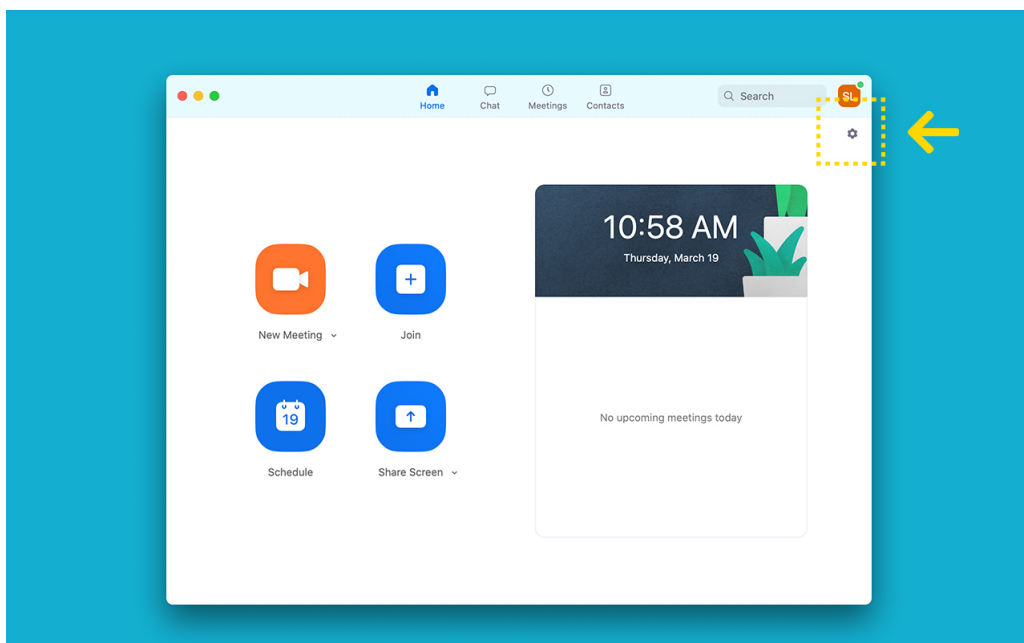 Home
Chat
Meetings
Contacts
Search
SL
10:58 AM
Thursday, March 19
New Meeting
Join
19
Schedule
Share Screen
No upcoming meetings today